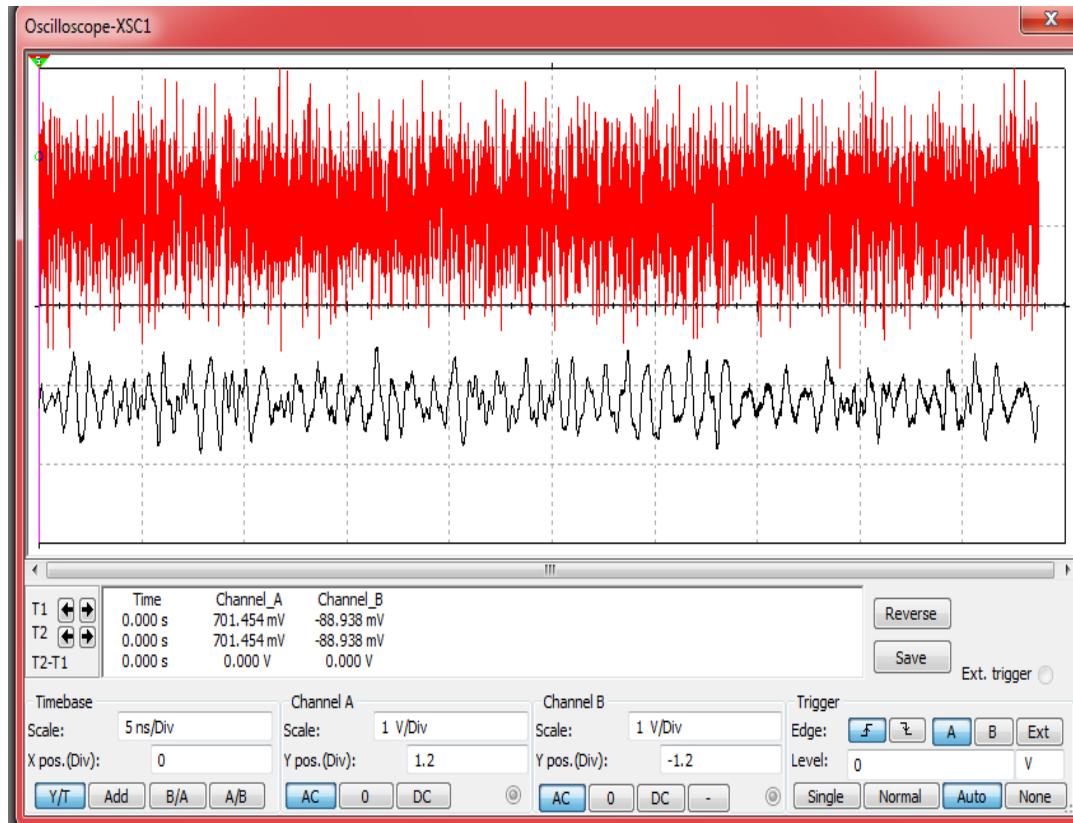 Oscilloscope-XSC1
X
Time Channel_A Channel_B
T1 0.000 s 701.454 mV -88.938 mV
T2 0.000 s 701.454 mV -88.938 mV
T2-T1 0.000 s 0.000 V 0.000 V
Reverse
Save
Ext. trigger
Timebase
Scale: 5 ns/Div
X pos.(Div): 0
Y/T Add B/A A/B
Channel A
Scale: 1 V/Div
Y pos.(Div): 1.2
AC 0 DC
Channel B
Scale: 1 V/Div
Y pos.(Div): -1.2
AC 0 DC -
Trigger
Edge: A B Ext
Level: 0 V
Single Normal Auto None